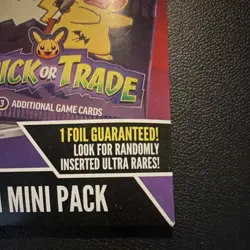 ICK OR TRADE
3 ADDITIONAL GAME CARDS
1 FOIL GUARANTEED!
LOOK FOR RANDOMLY
INSERTED ULTRA RARES!
MINI PACK